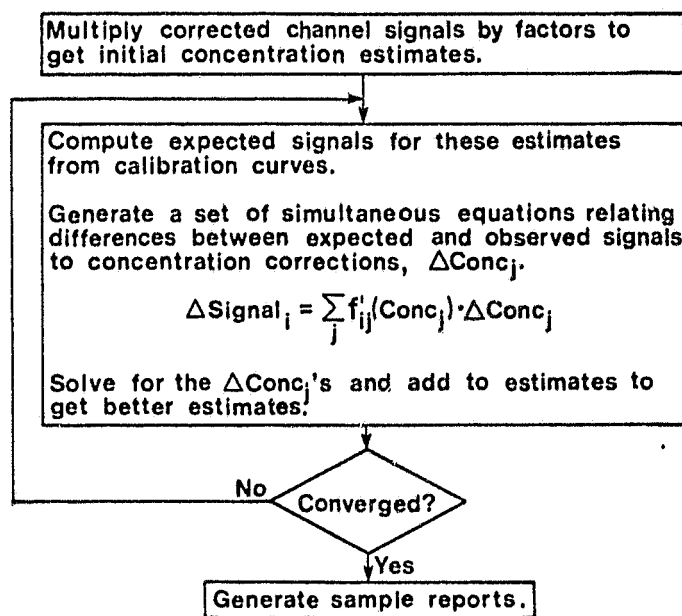 Multiply corrected channel signals by factors to
get initial concentration estimates.
Compute expected signals for these estimates
from calibration curves.
Generate a set of simultaneous equations relating
differences between expected and observed signals
to concentration corrections, ΔConcⱼ.
ΔSignalᵢ = ∑ⱼ f'ᵢⱼ(Concⱼ)·ΔConcⱼ
Solve for the ΔConcⱼ's and add to estimates to
get better estimates.
No
Converged?
Yes
Generate sample reports.